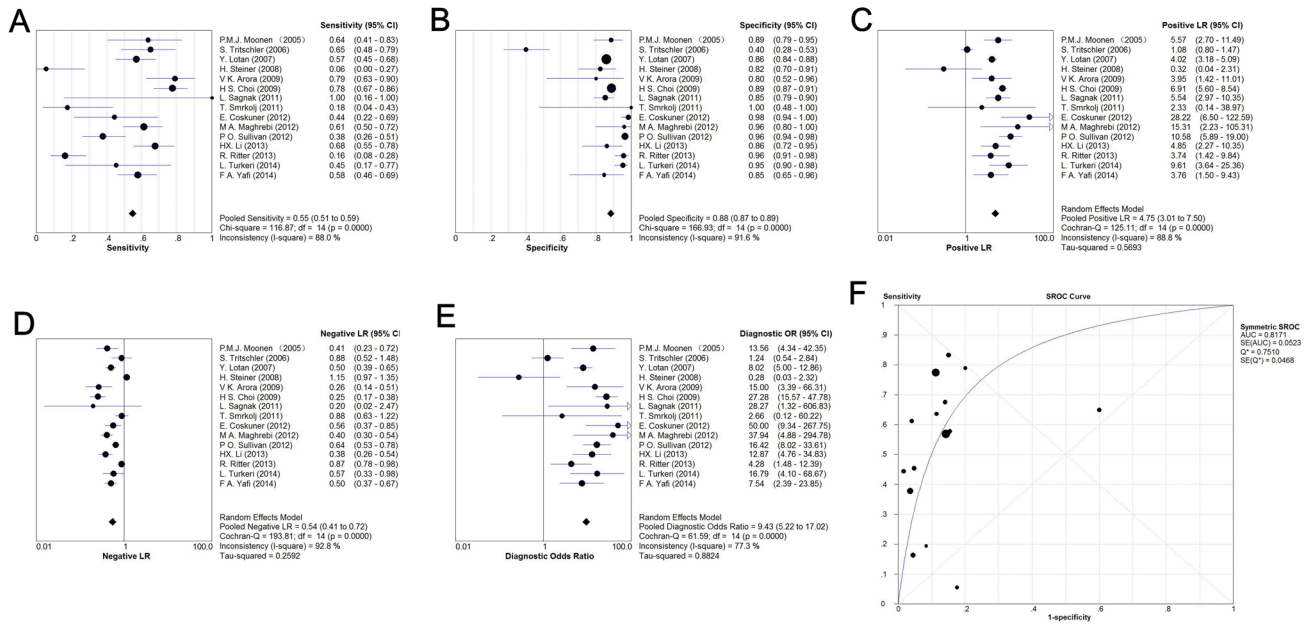 A
Sensitivity (95% CI)
P.M.J. Moonen （2005) 0.64 (0.41 - 0.83)
S. Tritschler (2006) 0.65 (0.48 - 0.79)
Y. Lotan (2007) 0.57 (0.45 - 0.68)
H. Steiner (2008) 0.06 (0.00 - 0.27)
V K. Arora (2009) 0.79 (0.63 - 0.90)
H S. Choi (2009) 0.78 (0.67 - 0.86)
L. Sagnak (2011) 1.00 (0.16 - 1.00)
T. Smrkolj (2011) 0.18 (0.04 - 0.43)
E. Coskuner (2012) 0.44 (0.22 - 0.69)
M A. Maghrebi (2012) 0.61 (0.50 - 0.72)
P O. Sullivan (2012) 0.38 (0.26 - 0.51)
HX. Li (2013) 0.68 (0.55 - 0.78)
R. Ritter (2013) 0.16 (0.08 - 0.28)
L. Turkeri (2014) 0.45 (0.17 - 0.77)
F A. Yafi (2014) 0.58 (0.46 - 0.69)
Pooled Sensitivity = 0.55 (0.51 to 0.59)
Chi-square = 116.87; df = 14 (p = 0.0000)
Inconsistency (I-square) = 88.0 %
0 .2 .4 .6 .8 1
Sensitivity
B
Specificity (95% CI)
P.M.J. Moonen （2005) 0.89 (0.79 - 0.95)
S. Tritschler (2006) 0.40 (0.28 - 0.53)
Y. Lotan (2007) 0.86 (0.84 - 0.88)
H. Steiner (2008) 0.82 (0.70 - 0.91)
V K. Arora (2009) 0.80 (0.52 - 0.96)
H S. Choi (2009) 0.89 (0.87 - 0.91)
L. Sagnak (2011) 0.85 (0.79 - 0.90)
T. Smrkolj (2011) 1.00 (0.48 - 1.00)
E. Coskuner (2012) 0.98 (0.94 - 1.00)
M A. Maghrebi (2012) 0.96 (0.80 - 1.00)
P O. Sullivan (2012) 0.96 (0.94 - 0.98)
HX. Li (2013) 0.86 (0.72 - 0.95)
R. Ritter (2013) 0.96 (0.91 - 0.98)
L. Turkeri (2014) 0.95 (0.90 - 0.98)
F A. Yafi (2014) 0.85 (0.65 - 0.96)
Pooled Specificity = 0.88 (0.87 to 0.89)
Chi-square = 166.93; df = 14 (p = 0.0000)
Inconsistency (I-square) = 91.6 %
0 .2 .4 .6 .8 1
Specificity
C
Positive LR (95% CI)
P.M.J. Moonen （2005) 5.57 (2.70 - 11.49)
S. Tritschler (2006) 1.08 (0.80 - 1.47)
Y. Lotan (2007) 4.02 (3.18 - 5.09)
H. Steiner (2008) 0.32 (0.04 - 2.31)
V K. Arora (2009) 3.95 (1.42 - 11.01)
H S. Choi (2009) 6.91 (5.60 - 8.54)
L. Sagnak (2011) 5.54 (2.97 - 10.35)
T. Smrkolj (2011) 2.33 (0.14 - 38.97)
E. Coskuner (2012) 28.22 (6.50 - 122.59)
M A. Maghrebi (2012) 15.31 (2.23 - 105.31)
P O. Sullivan (2012) 10.58 (5.89 - 19.00)
HX. Li (2013) 4.85 (2.27 - 10.35)
R. Ritter (2013) 3.74 (1.42 - 9.84)
L. Turkeri (2014) 9.61 (3.64 - 25.36)
F A. Yafi (2014) 3.76 (1.50 - 9.43)
Random Effects Model
Pooled Positive LR = 4.75 (3.01 to 7.50)
Cochran-Q = 125.11; df = 14 (p = 0.0000)
Inconsistency (I-square) = 88.8 %
Tau-squared = 0.5693
0.01 1 100.0
Positive LR
D
Negative LR (95% CI)
P.M.J. Moonen （2005) 0.41 (0.23 - 0.72)
S. Tritschler (2006) 0.88 (0.52 - 1.48)
Y. Lotan (2007) 0.50 (0.39 - 0.65)
H. Steiner (2008) 1.15 (0.97 - 1.35)
V K. Arora (2009) 0.26 (0.14 - 0.51)
H S. Choi (2009) 0.25 (0.17 - 0.38)
L. Sagnak (2011) 0.20 (0.02 - 2.47)
T. Smrkolj (2011) 0.88 (0.63 - 1.22)
E. Coskuner (2012) 0.56 (0.37 - 0.85)
M A. Maghrebi (2012) 0.40 (0.30 - 0.54)
P O. Sullivan (2012) 0.64 (0.53 - 0.78)
HX. Li (2013) 0.38 (0.26 - 0.54)
R. Ritter (2013) 0.87 (0.78 - 0.98)
L. Turkeri (2014) 0.57 (0.33 - 0.98)
F A. Yafi (2014) 0.50 (0.37 - 0.67)
Random Effects Model
Pooled Negative LR = 0.54 (0.41 to 0.72)
Cochran-Q = 193.81; df = 14 (p = 0.0000)
Inconsistency (I-square) = 92.8 %
Tau-squared = 0.2592
0.01 1 100.0
Negative LR
E
Diagnostic OR (95% CI)
P.M.J. Moonen （2005) 13.56 (4.34 - 42.35)
S. Tritschler (2006) 1.24 (0.54 - 2.84)
Y. Lotan (2007) 8.02 (5.00 - 12.86)
H. Steiner (2008) 0.28 (0.03 - 2.32)
V K. Arora (2009) 15.00 (3.39 - 66.31)
H S. Choi (2009) 27.28 (15.57 - 47.78)
L. Sagnak (2011) 28.27 (1.32 - 606.83)
T. Smrkolj (2011) 2.66 (0.12 - 60.22)
E. Coskuner (2012) 50.00 (9.34 - 267.75)
M A. Maghrebi (2012) 37.94 (4.88 - 294.78)
P O. Sullivan (2012) 16.42 (8.02 - 33.61)
HX. Li (2013) 12.87 (4.76 - 34.83)
R. Ritter (2013) 4.28 (1.48 - 12.39)
L. Turkeri (2014) 16.79 (4.10 - 68.67)
F A. Yafi (2014) 7.54 (2.39 - 23.85)
Random Effects Model
Pooled Diagnostic Odds Ratio = 9.43 (5.22 to 17.02)
Cochran-Q = 61.59; df = 14 (p = 0.0000)
Inconsistency (I-square) = 77.3 %
Tau-squared = 0.8824
0.01 1 100.0
Diagnostic Odds Ratio
F
Sensitivity SROC Curve
1
.9
.8
.7
.6
.5
.4
.3
.2
.1
0
0 .2 .4 .6 .8 1
1-specificity
Symmetric SROC
AUC = 0.8171
SE(AUC) = 0.0523
Q* = 0.7510
SE(Q*) = 0.0468